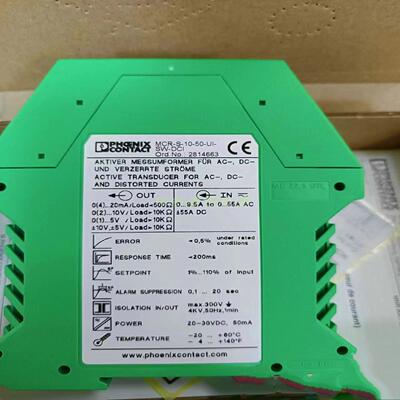 PHOENIX
CONTACT
MCR-S-10-50-UI-
SW-DCI
Ord.No.: 2814663
CE
AKTIVER MESSUMFORMER FÜR AC-, DC-
UND VERZERRTE STRÖME
ACTIVE TRANSDUCER FOR AC-, DC-
AND DISTORTED CURRENTS
OUT
IN
0(4)...20mA/Load<500Ω 0...9.5A to 0...55A AC
0(2)...10V/Load>10KΩ ±55A DC
0(1)...5V/Load>10KΩ
±10V,±5V/Load>10KΩ
ERROR <0,5% under rated
conditions
RESPONSE TIME <200ms
SETPOINT 1%...110% of input
ALARM SUPPRESSION 0,1 ... 20 sec
ISOLATION IN/OUT max.300V
4KV,50Hz,1min
POWER 20-30VDC, 50mA
TEMPERATURE -20 ... +60°C
-4 ... +140°F
www.phoenixcontact.com